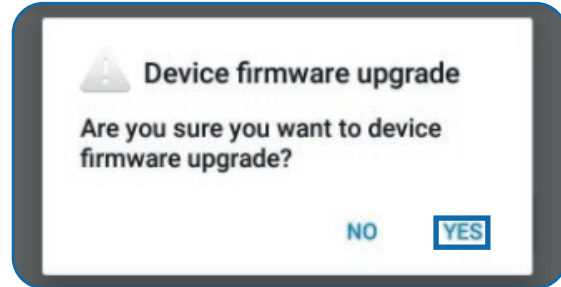 Device firmware upgrade
Are you sure you want to device
firmware upgrade?
NO YES